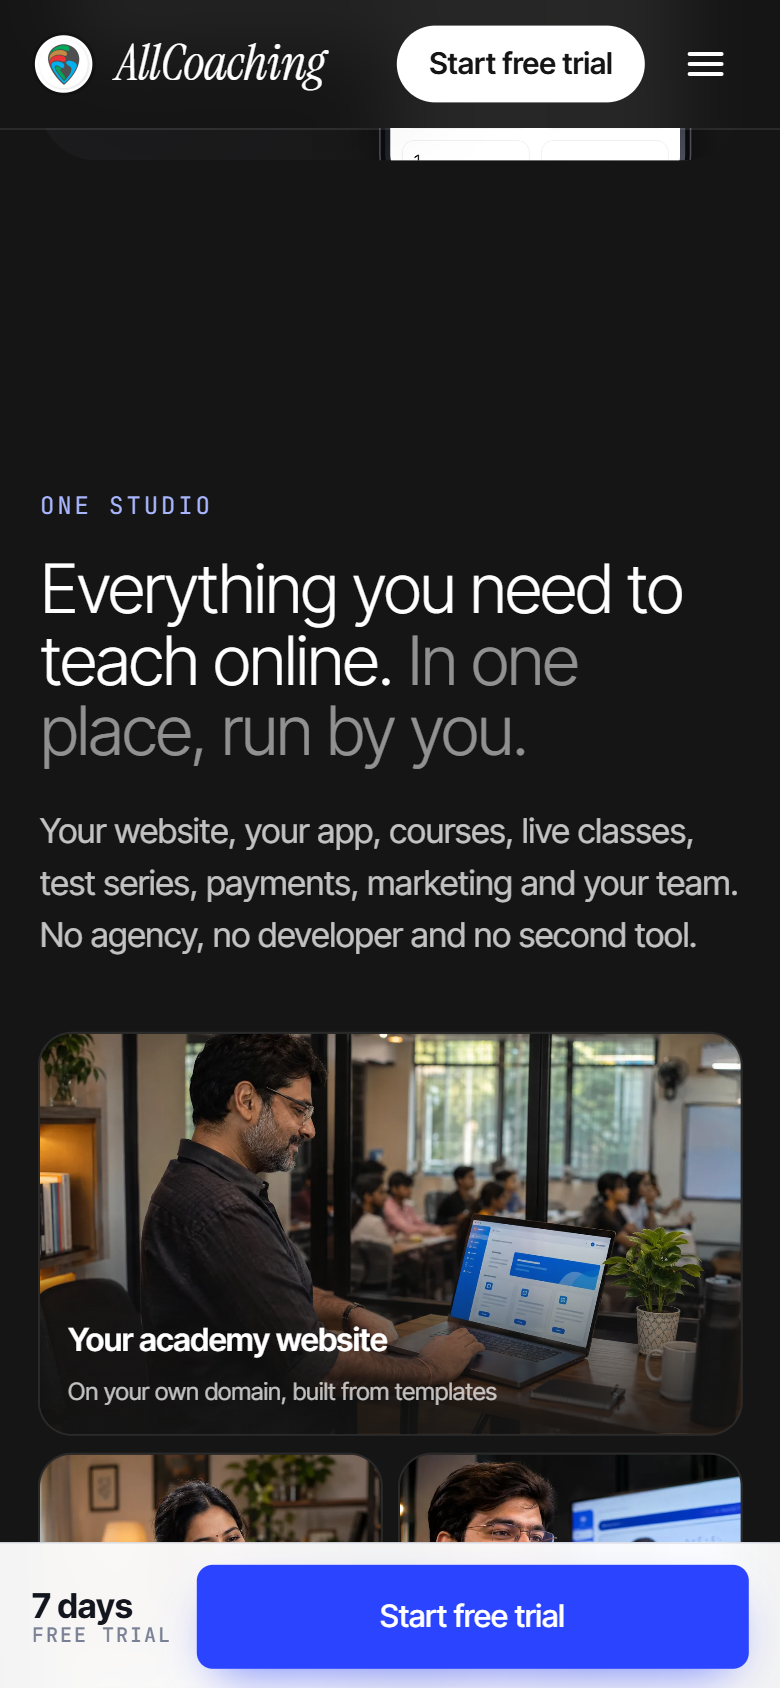 AllCoaching
Start free trial
1
ONE STUDIO
Everything you need to
teach online. In one
place, run by you.
Your website, your app, courses, live classes,
test series, payments, marketing and your team.
No agency, no developer and no second tool.
Your academy website
On your own domain, built from templates
7 days
FREE TRIAL
Start free trial